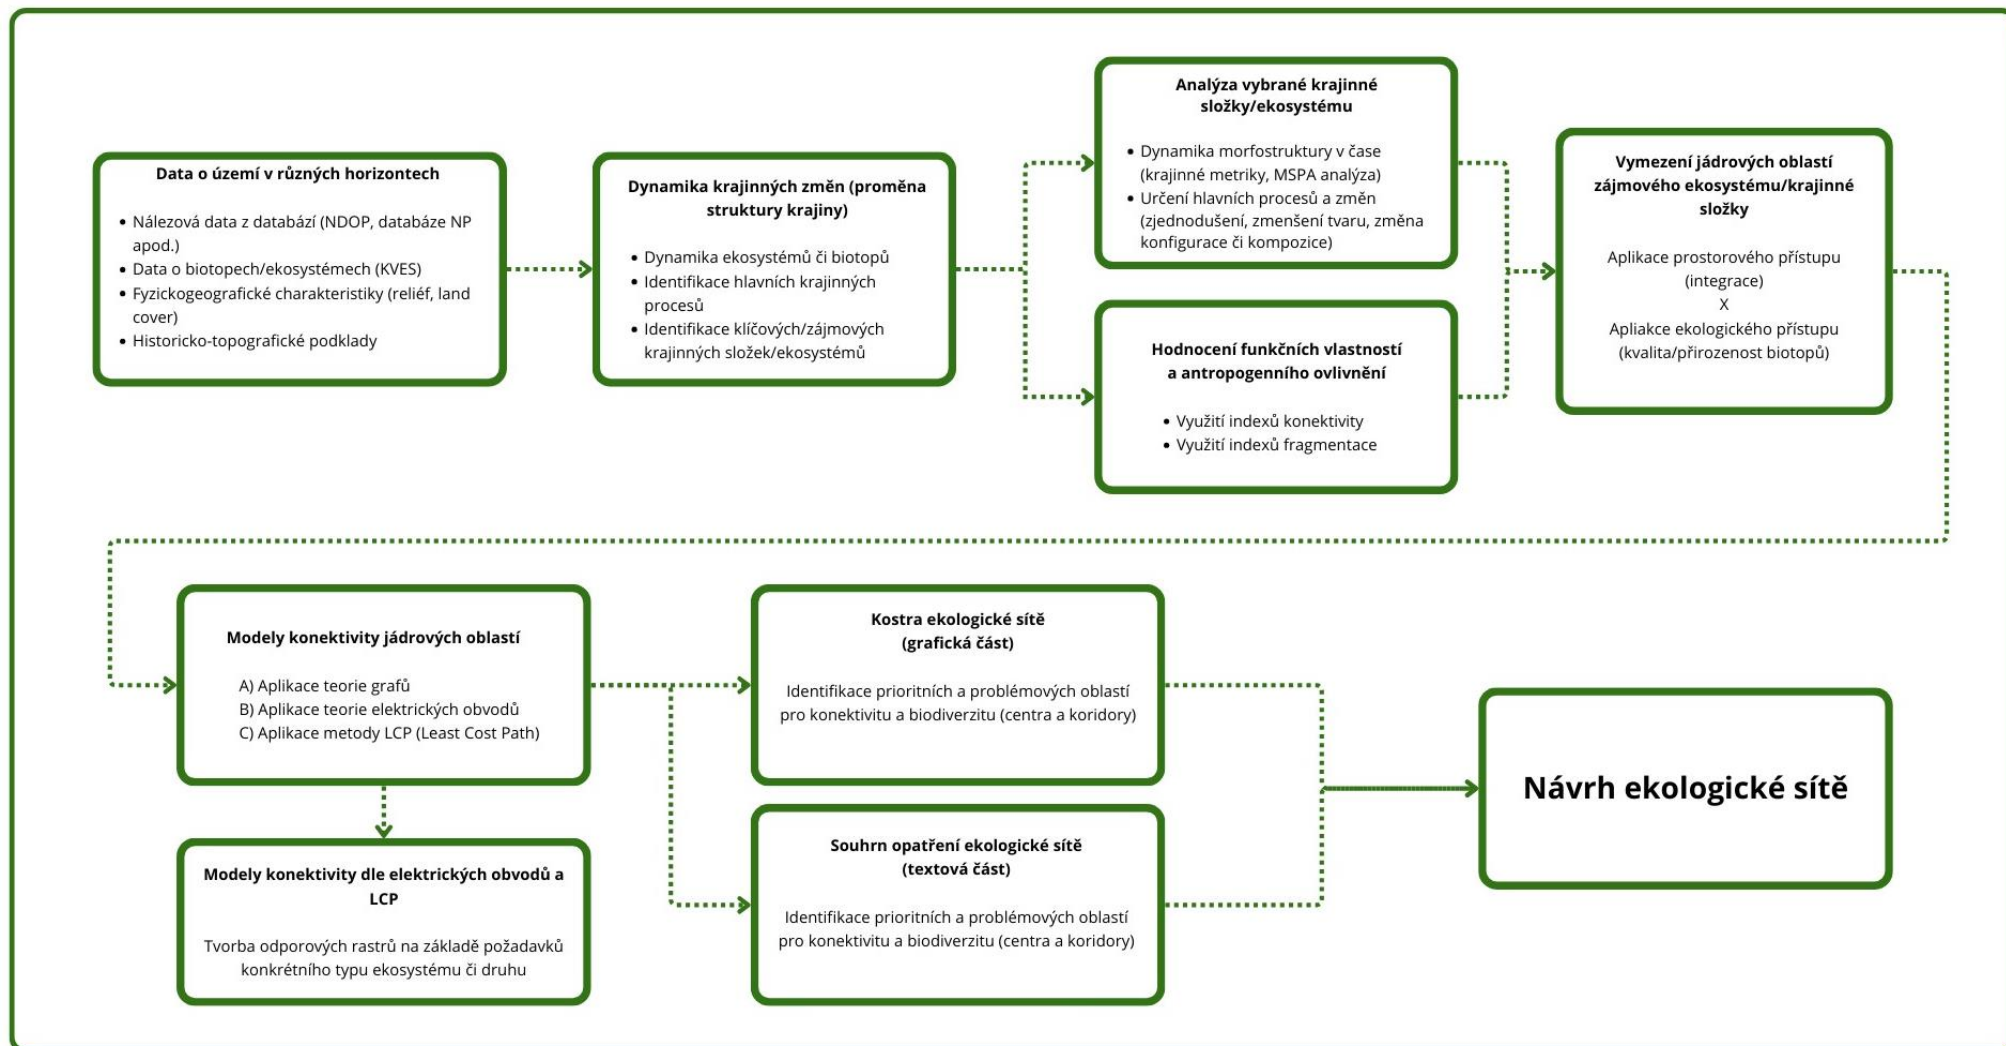 Data o území v různých horizontech
• Nálezová data z databází (NDOP, databáze NP
apod.)
• Data o biotopech/ekosystémech (KVES)
• Fyzickogeografické charakteristiky (reliéf, land
cover)
• Historicko-topografické podklady
Dynamika krajinných změn (proměna
struktury krajiny)
• Dynamika ekosystémů či biotopů
• Identifikace hlavních krajinných
procesů
• Identifikace klíčových/zájmových
krajinných složek/ekosystémů
Analýza vybrané krajinné
složky/ekosystému
• Dynamika morfostruktury v čase
(krajinné metriky, MSPA analýza)
• Určení hlavních procesů a změn
(zjednodušení, zmenšení tvaru, změna
konfigurace či kompozice)
Hodnocení funkčních vlastností
a antropogenního ovlivnění
• Využití indexů konektivity
• Využití indexů fragmentace
Vymezení jádrových oblastí
zájmového ekosystému/krajinné
složky
Aplikace prostorového přístupu
(integrace)
X
Apliakce ekologického přístupu
(kvalita/přirozenost biotopů)
Modely konektivity jádrových oblastí
A) Aplikace teorie grafů
B) Aplikace teorie elektrických obvodů
C) Aplikace metody LCP (Least Cost Path)
Modely konektivity dle elektrických obvodů a
LCP
Tvorba odporových rastrů na základě požadavků
konkrétního typu ekosystému či druhu
Kostra ekologické sítě
(grafická část)
Identifikace prioritních a problémových oblastí
pro konektivitu a biodiverzitu (centra a koridory)
Souhrn opatření ekologické sítě
(textová část)
Identifikace prioritních a problémových oblastí
pro konektivitu a biodiverzitu (centra a koridory)
Návrh ekologické sítě